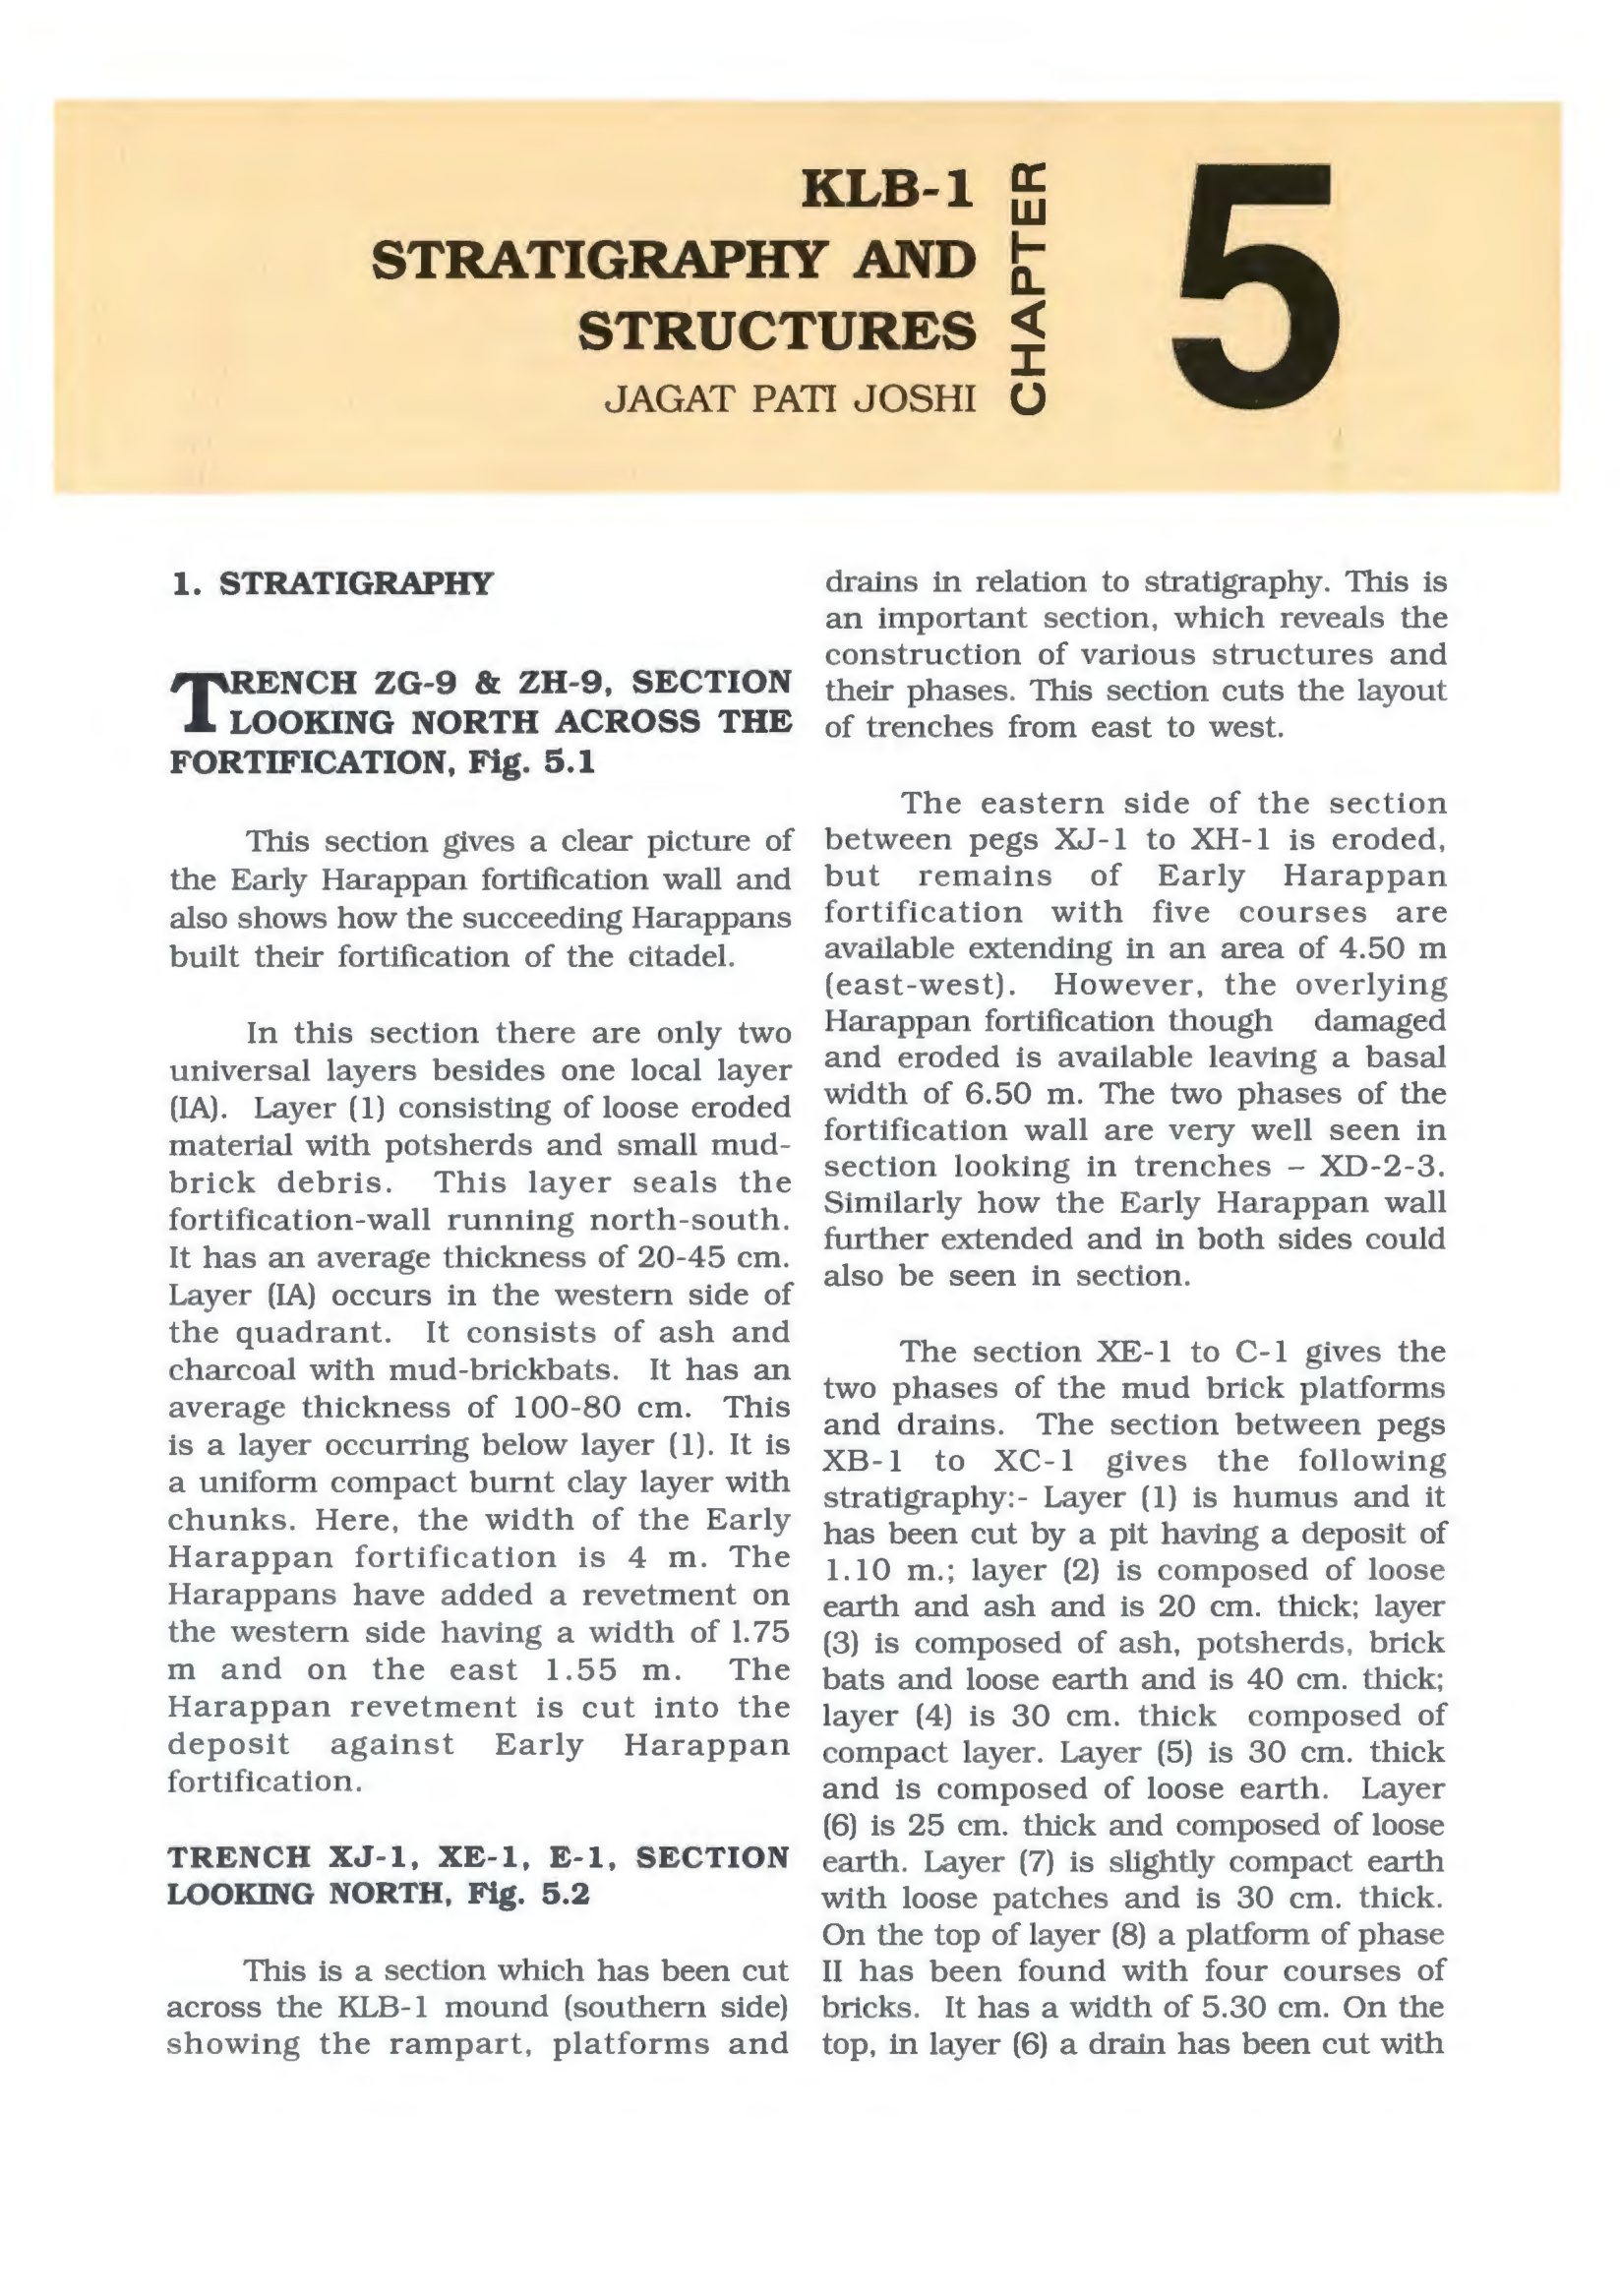 KLB-1
STRATIGRAPHY AND
STRUCTURES
JAGAT PATI JOSHI
CHAPTER
5
1. STRATIGRAPHY
TRENCH ZG-9 & ZH-9, SECTION
LOOKING NORTH ACROSS THE
FORTIFICATION, Fig. 5.1
This section gives a clear picture of
the Early Harappan fortification wall and
also shows how the succeeding Harappans
built their fortification of the citadel.
In this section there are only two
universal layers besides one local layer
(IA). Layer (1) consisting of loose eroded
material with potsherds and small mud-
brick debris. This layer seals the
fortification-wall running north-south.
It has an average thickness of 20-45 cm.
Layer (IA) occurs in the western side of
the quadrant. It consists of ash and
charcoal with mud-brickbats. It has an
average thickness of 100-80 cm. This
is a layer occurring below layer (1). It is
a uniform compact burnt clay layer with
chunks. Here, the width of the Early
Harappan fortification is 4 m. The
Harappans have added a revetment on
the western side having a width of 1.75
m and on the east 1.55 m. The
Harappan revetment is cut into the
deposit against Early Harappan
fortification.
TRENCH XJ-1, XE-1, E-1, SECTION
LOOKING NORTH, Fig. 5.2
This is a section which has been cut
across the KLB-1 mound (southern side)
showing the rampart, platforms and
drains in relation to stratigraphy. This is
an important section, which reveals the
construction of various structures and
their phases. This section cuts the layout
of trenches from east to west.
The eastern side of the section
between pegs XJ-1 to XH-1 is eroded,
but remains of Early Harappan
fortification with five courses are
available extending in an area of 4.50 m
(east-west). However, the overlying
Harappan fortification though damaged
and eroded is available leaving a basal
width of 6.50 m. The two phases of the
fortification wall are very well seen in
section looking in trenches – XD-2-3.
Similarly how the Early Harappan wall
further extended and in both sides could
also be seen in section.
The section XE-1 to C-1 gives the
two phases of the mud brick platforms
and drains. The section between pegs
XB-1 to XC-1 gives the following
stratigraphy:- Layer (1) is humus and it
has been cut by a pit having a deposit of
1.10 m.; layer (2) is composed of loose
earth and ash and is 20 cm. thick; layer
(3) is composed of ash, potsherds, brick
bats and loose earth and is 40 cm. thick;
layer (4) is 30 cm. thick composed of
compact layer. Layer (5) is 30 cm. thick
and is composed of loose earth. Layer
(6) is 25 cm. thick and composed of loose
earth. Layer (7) is slightly compact earth
with loose patches and is 30 cm. thick.
On the top of layer (8) a platform of phase
II has been found with four courses of
bricks. It has a width of 5.30 cm. On the
top, in layer (6) a drain has been cut with